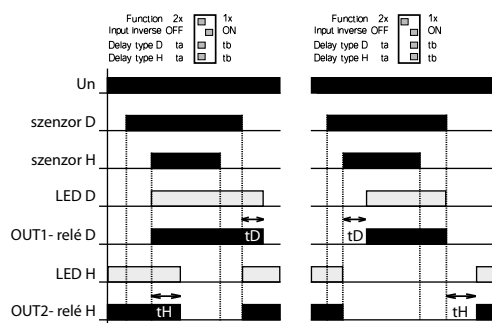 Function 2x 1x
Input inverse OFF ON
Delay type D ta tb
Delay type H ta tb
Function 2x 1x
Input inverse OFF ON
Delay type D ta tb
Delay type H ta tb
Un
szenzor D
szenzor H
LED D
OUT1- relé D
tD
tD
LED H
OUT2- relé H
tH
tH